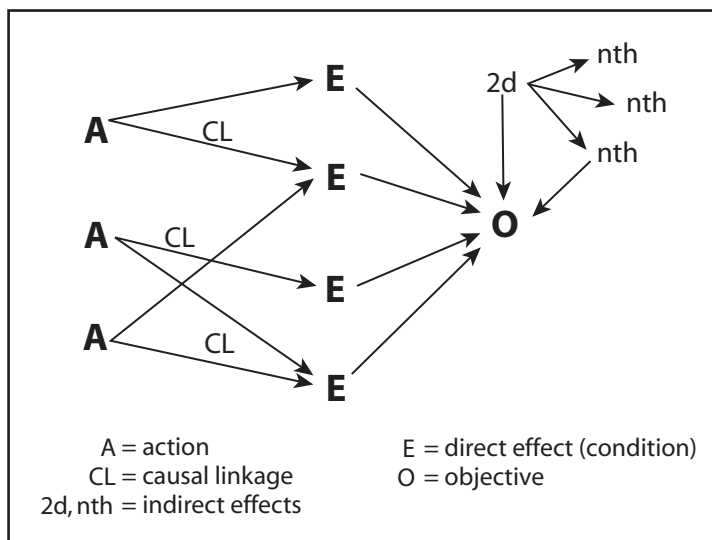 E
nth
2d
nth
A
CL
nth
E
O
A
CL
E
A
CL
E
A = action
E = direct effect (condition)
CL = causal linkage
O = objective
2d, nth = indirect effects